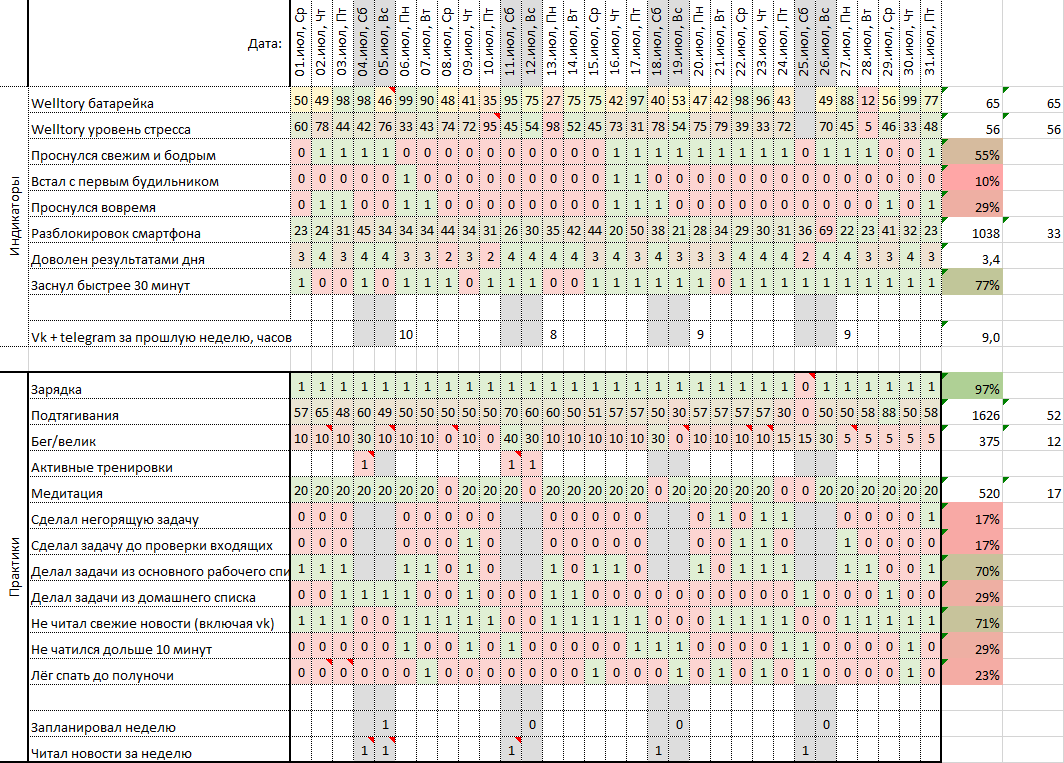 Дата:
01.июл, Ср
02.июл, Чт
03.июл, Пт
04.июл, Сб
05.июл, Вс
06.июл, Пн
07.июл, Вт
08.июл, Ср
09.июл, Чт
10.июл, Пт
11.июл, Сб
12.июл, Вс
13.июл, Пн
14.июл, Вт
15.июл, Ср
16.июл, Чт
17.июл, Пт
18.июл, Сб
19.июл, Вс
20.июл, Пн
21.июл, Вт
22.июл, Ср
23.июл, Чт
24.июл, Пт
25.июл, Сб
26.июл, Вс
27.июл, Пн
28.июл, Вт
29.июл, Ср
30.июл, Чт
31.июл, Пт
Индикаторы
Welltory батарейка 50 49 98 98 46 99 90 48 41 35 95 75 27 75 75 42 97 40 53 47 42 98 96 43 49 88 12 56 99 77 65 65
Welltory уровень стресса 60 78 44 42 76 33 43 74 72 95 45 54 98 52 45 73 31 78 54 75 79 39 33 72 70 45 5 46 33 48 56 56
Проснулся свежим и бодрым 0 1 1 1 1 0 0 0 0 0 0 0 0 0 0 1 1 1 1 1 1 1 1 1 0 1 1 1 0 0 1 55%
Встал с первым будильником 0 0 0 0 0 1 0 0 0 0 0 0 0 0 0 1 1 0 0 0 0 0 0 0 0 0 0 0 0 0 0 10%
Проснулся вовремя 0 1 1 0 0 1 1 0 0 0 0 0 0 0 0 1 1 1 0 0 0 0 0 0 0 0 0 0 1 0 1 29%
Разблокировок смартфона 23 24 31 45 34 34 34 44 34 31 26 30 35 42 44 20 50 38 21 28 34 29 30 31 36 69 22 23 41 32 23 1038 33
Доволен результатами дня 3 4 3 4 4 3 3 2 3 2 4 4 4 3 3 4 4 3 4 3 3 4 4 4 2 4 4 3 3 4 3 3,4
Заснул быстрее 30 минут 1 0 0 1 0 1 1 1 0 1 1 1 0 0 1 1 1 1 1 1 0 1 1 1 1 1 1 1 1 1 1 77%
Vk + telegram за прошлую неделю, часов 10 8 9 9 9,0
Практики
Зарядка 1 1 1 1 1 1 1 1 1 1 1 1 1 1 1 1 1 1 1 1 1 1 1 1 0 1 1 1 1 1 1 97%
Подтягивания 57 65 48 60 49 50 50 50 50 50 70 60 60 50 51 57 57 50 30 57 57 57 57 30 0 50 50 58 88 50 58 1626 52
Бег/велик 10 10 10 30 10 10 10 0 10 0 40 30 10 10 10 10 10 30 0 10 10 10 10 15 15 30 5 5 5 5 5 375 12
Активные тренировки 1 1 1
Медитация 20 20 20 20 20 20 20 0 20 20 20 0 20 20 20 20 20 0 20 20 20 20 20 0 0 20 20 20 20 20 20 520 17
Сделал негорящую задачу 0 0 0 0 0 0 0 0 0 0 0 0 0 0 1 0 1 1 0 0 0 0 1 17%
Сделал задачу до проверки входящих 0 0 0 0 0 0 1 0 0 0 0 0 0 0 0 1 1 0 1 0 0 0 0 17%
Делал задачи из основного рабочего спи 1 1 1 1 1 0 1 0 1 0 1 1 0 1 0 1 1 1 1 1 0 0 1 70%
Делал задачи из домашнего списка 0 0 1 1 1 1 0 0 1 0 0 0 1 1 0 0 0 0 0 0 0 0 0 0 1 0 0 0 1 0 0 29%
Не читал свежие новости (включая vk) 1 1 1 0 0 1 0 1 1 1 0 1 1 1 1 1 0 0 0 1 1 1 0 1 1 0 1 1 1 1 1 71%
Не чатился дольше 10 минут 0 0 0 0 0 1 0 0 1 0 1 0 0 0 0 0 1 1 1 0 0 0 0 1 1 0 0 0 0 1 0 29%
Лёг спать до полуночи 0 0 0 0 0 0 1 0 0 0 0 0 0 0 1 0 0 0 1 0 1 0 1 0 1 0 0 0 0 1 0 23%
Запланировал неделю 1 0 0 0
Читал новости за неделю 1 1 1 1 1